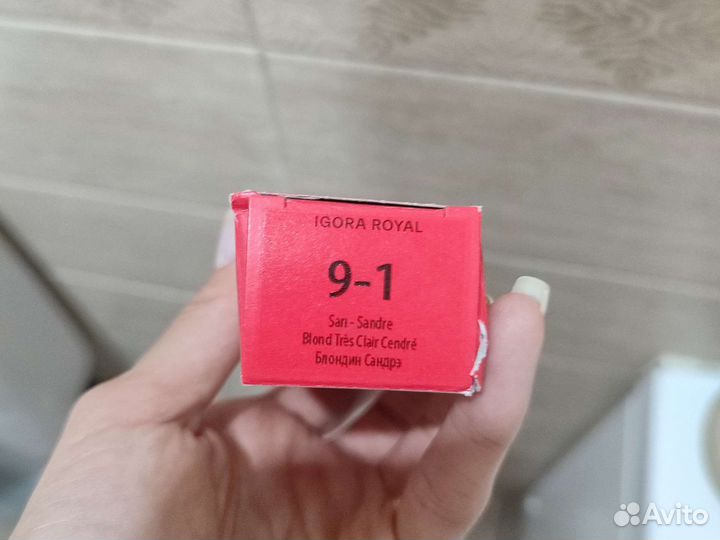 IGORA ROYAL
9-1
Sarı - Sandre
Blond Très Clair Cendré
Блондин Сандрэ
Avito